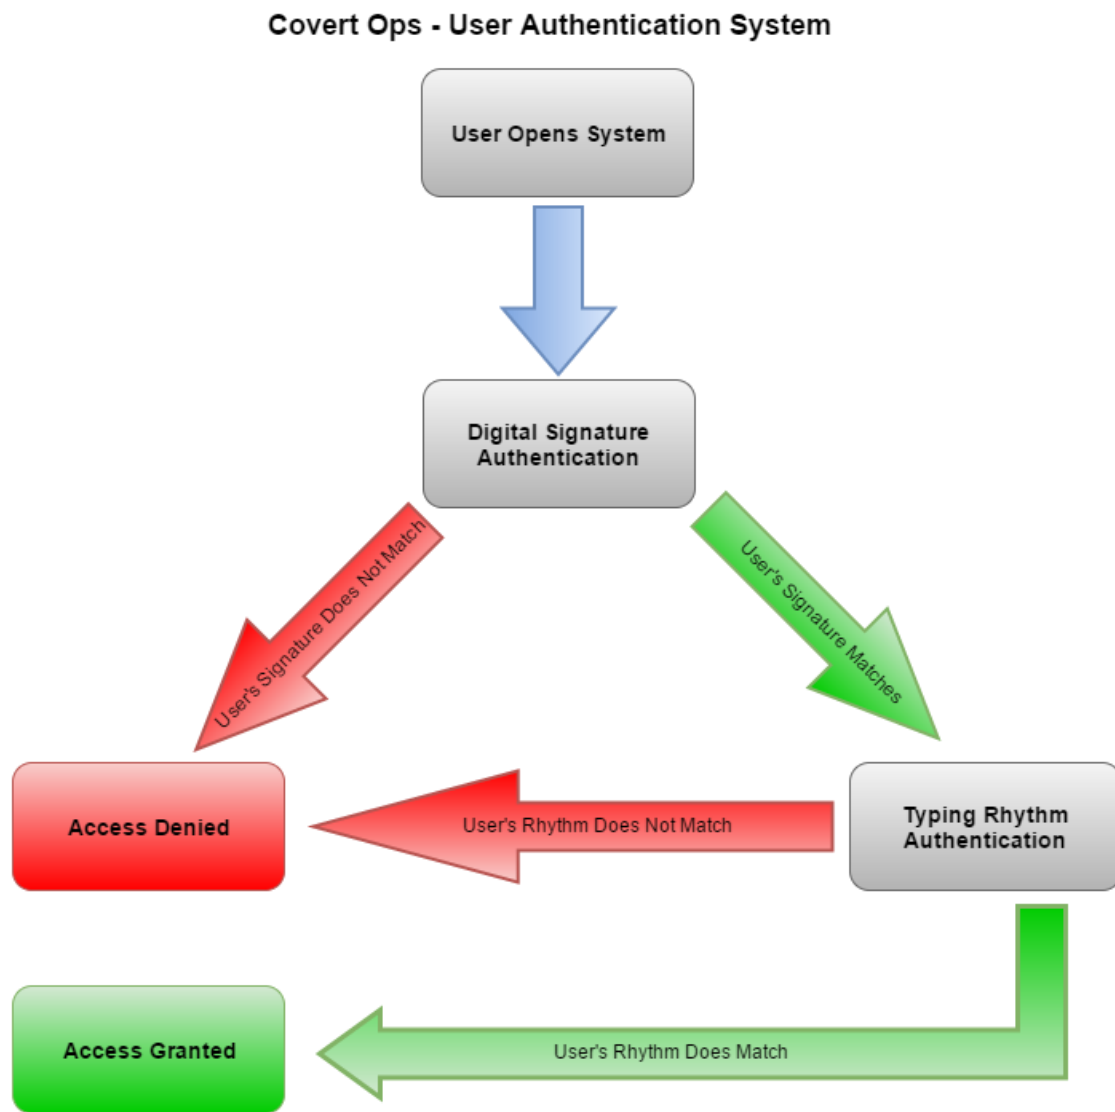 Covert Ops - User Authentication System
User Opens System
Digital Signature
Authentication
User's Signature Does Not Match
User's Signature Matches
Access Denied
User's Rhythm Does Not Match
Typing Rhythm
Authentication
Access Granted
User's Rhythm Does Match